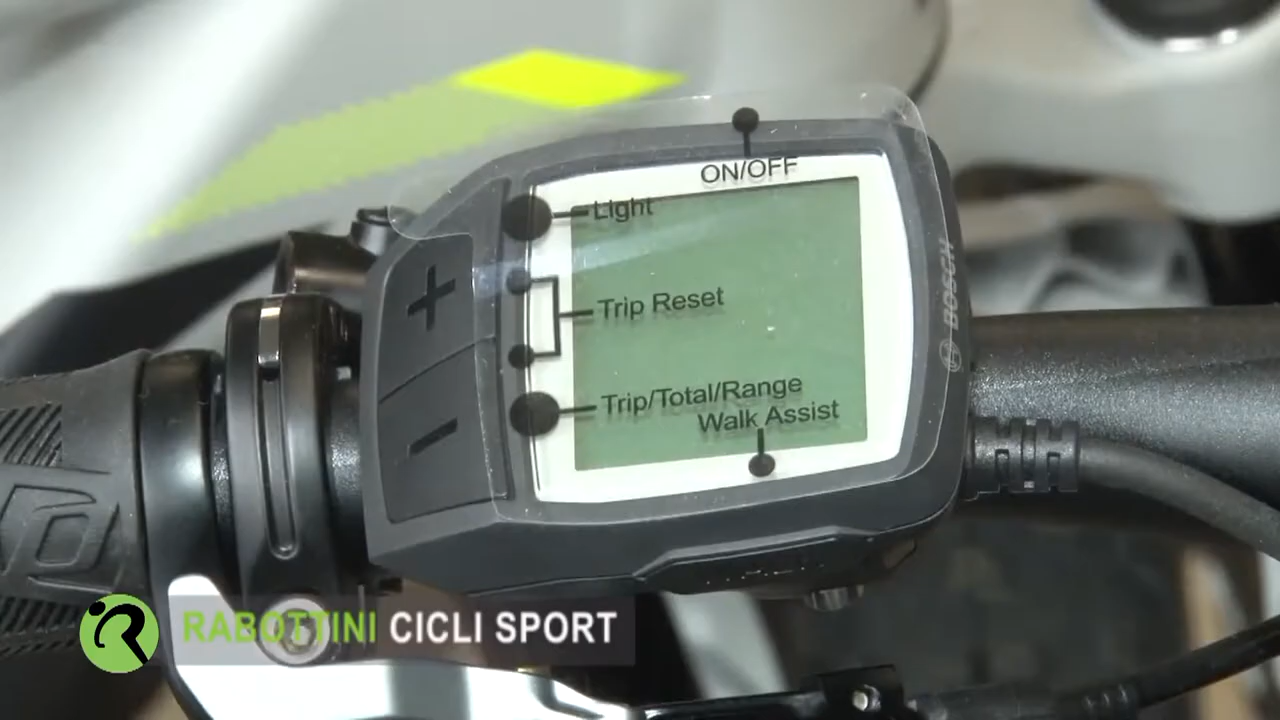 ON/OFF
Light
Trip Reset
Trip/Total/Range
Walk Assist
BOSCH
+
−
RABOTTINI CICLI SPORT